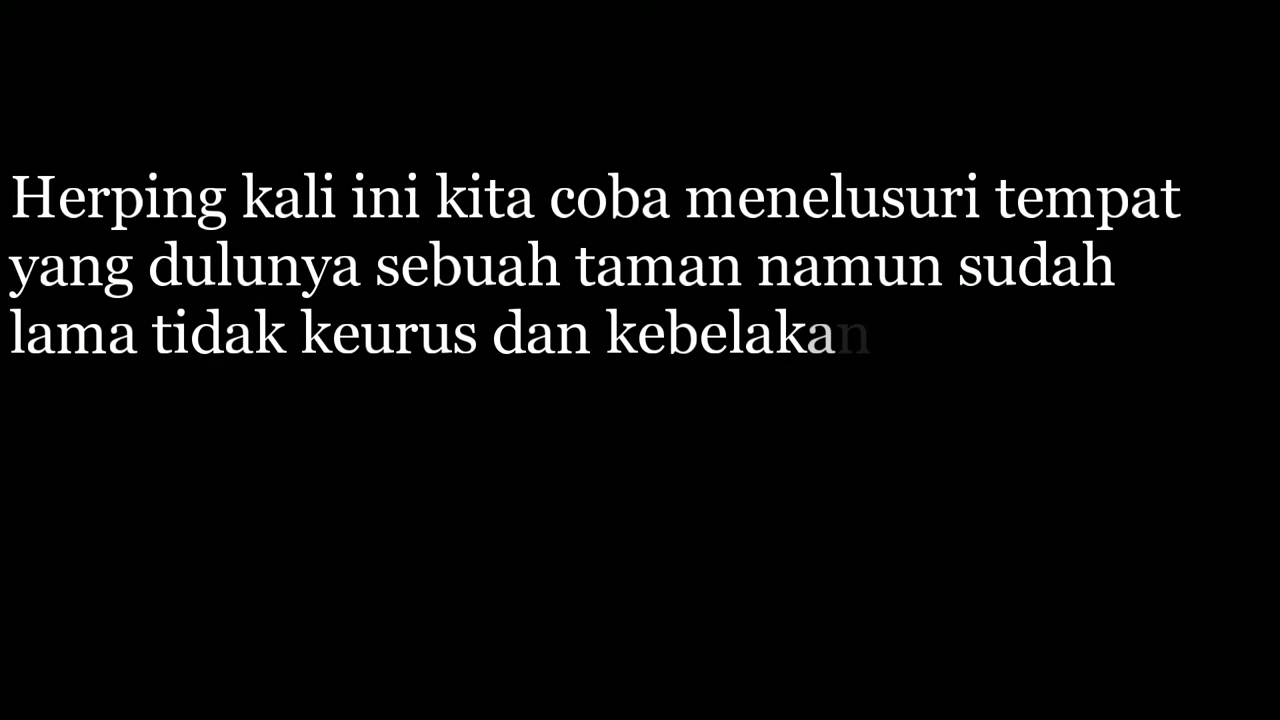 Herping kali ini kita coba menelusuri tempat
yang dulunya sebuah taman namun sudah
lama tidak keurus dan kebelakan